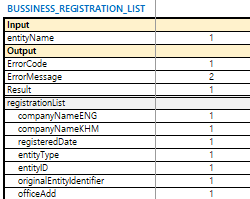 BUSSINESS_REGISTRATION_LIST
Input
entityName 1
Output
ErrorCode 1
ErrorMessage 2
Result 1
registrationList
companyNameENG 1
companyNameKHM 1
registeredDate 1
entityType 1
entityID 1
originalEntityIdentifier 1
officeAdd 1